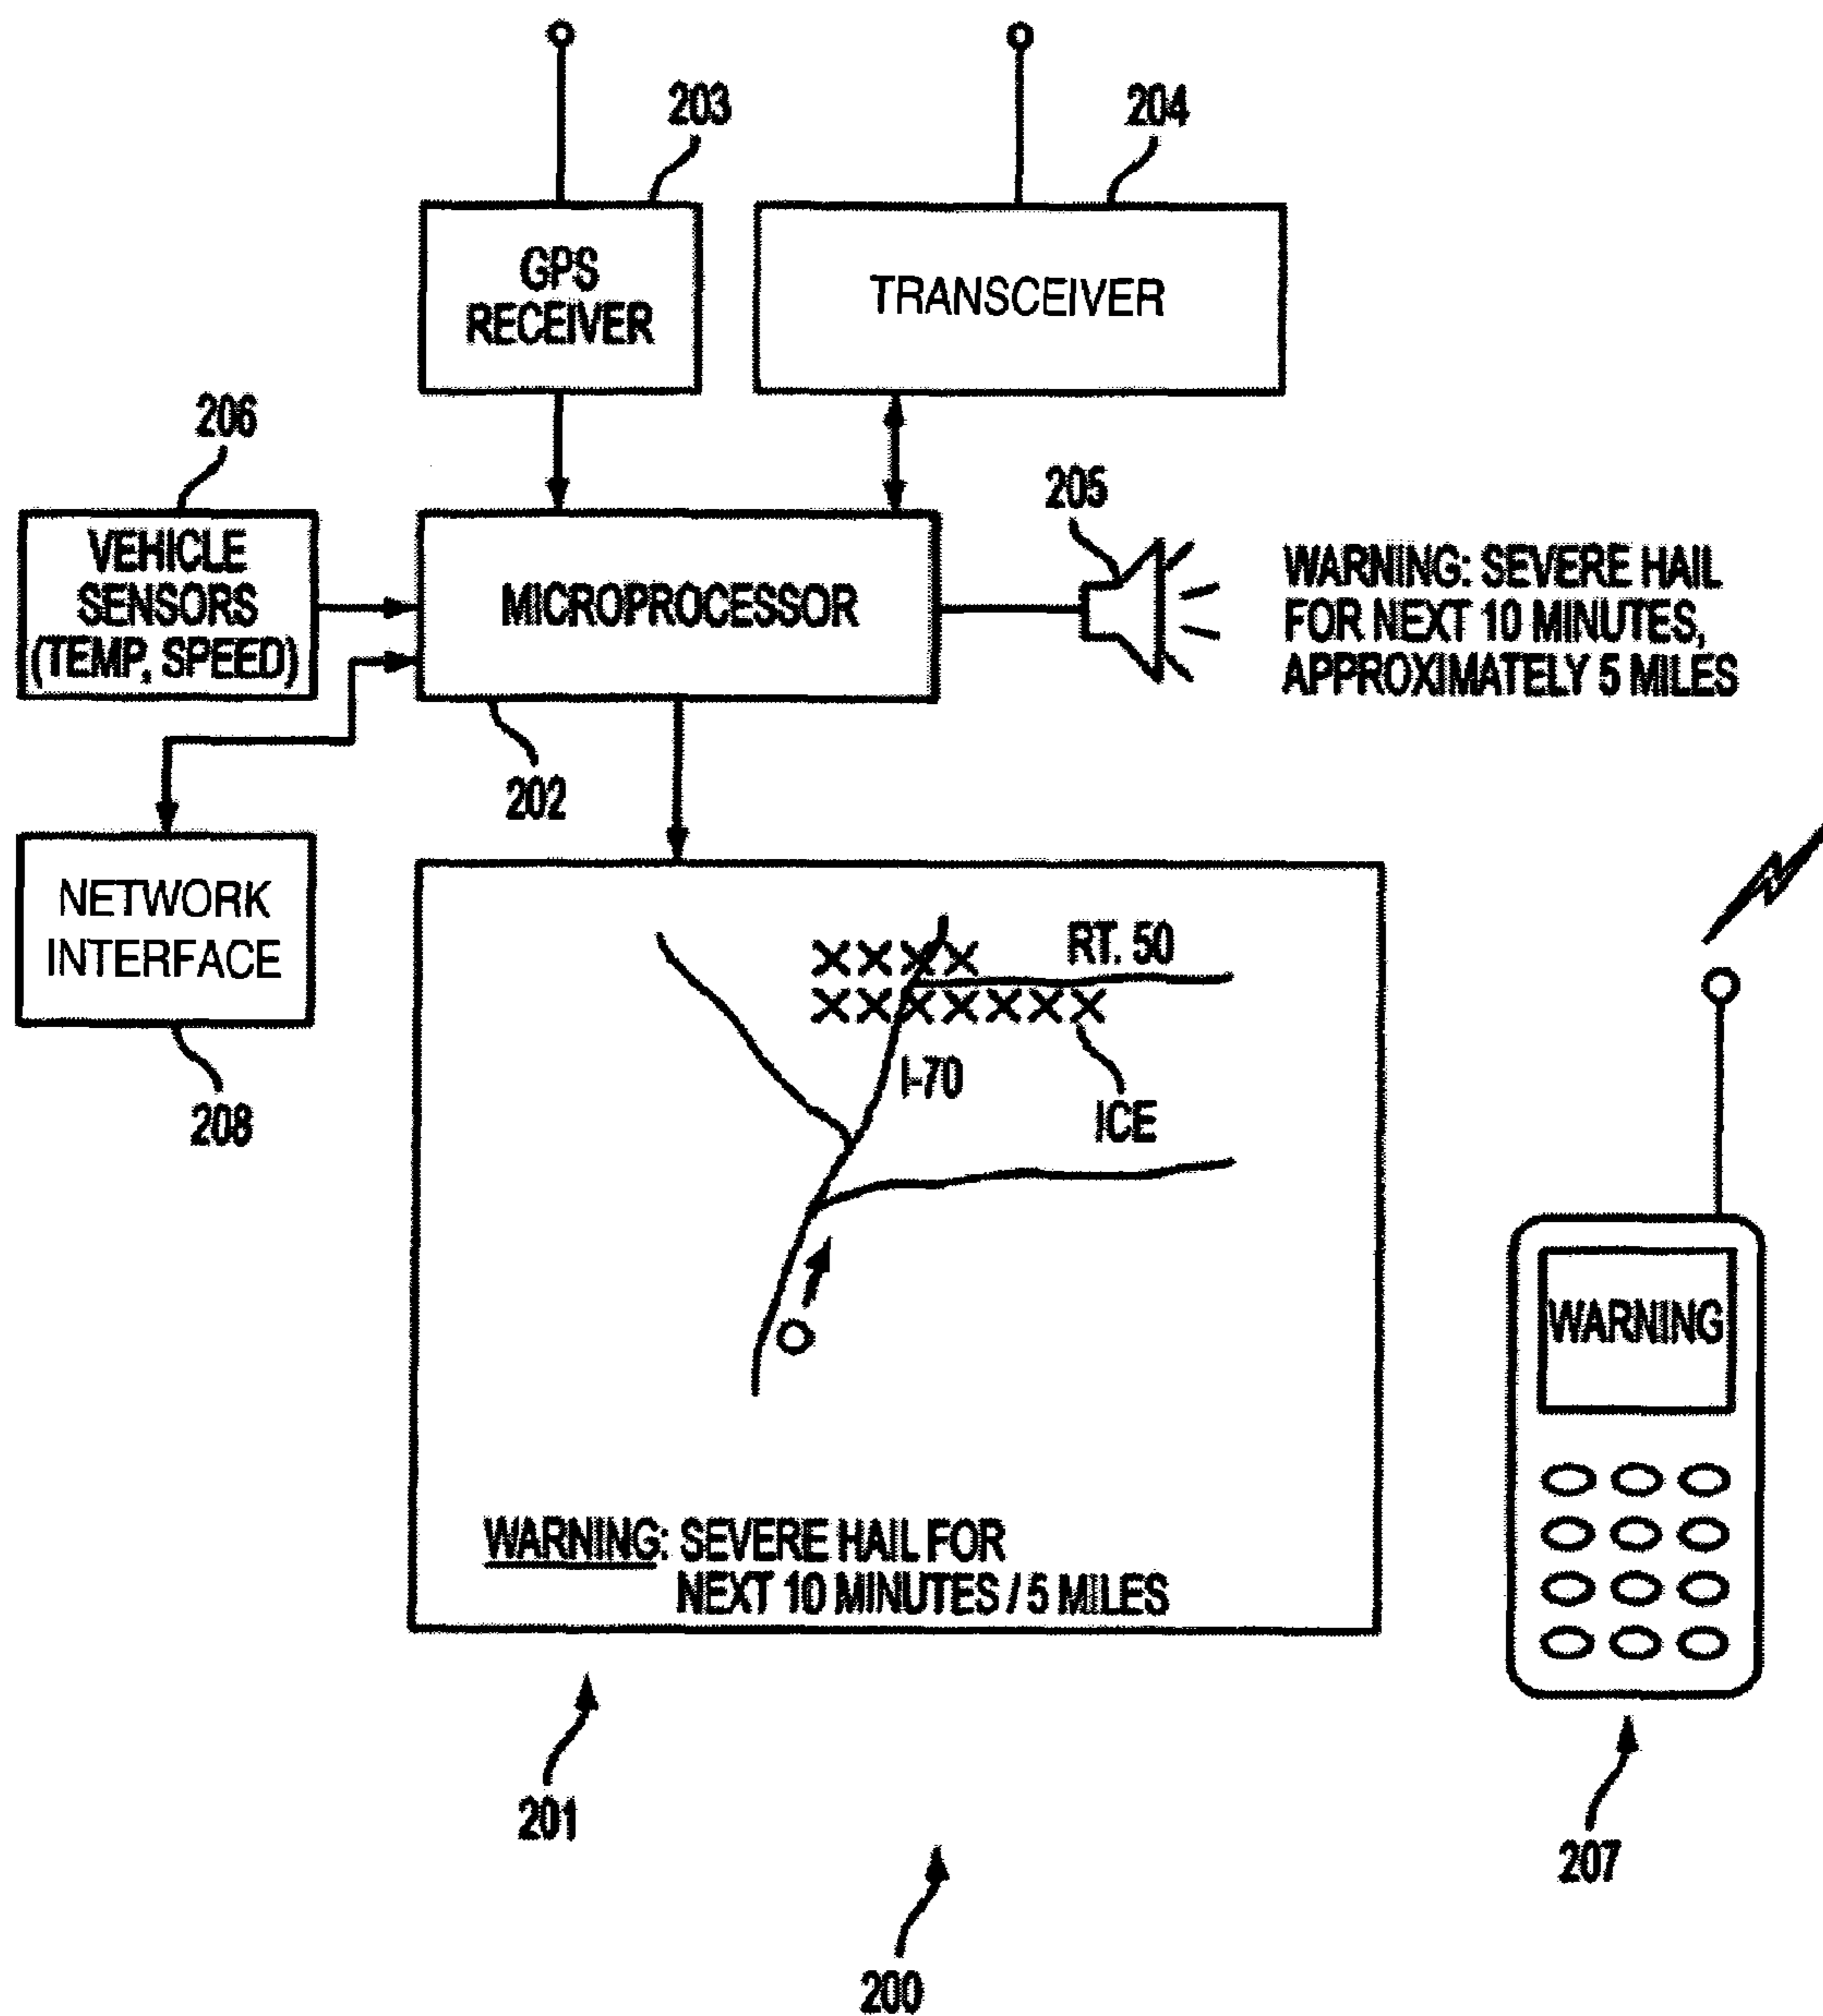 203
204
GPS
RECEIVER
TRANSCEIVER
206
205
VEHICLE
SENSORS
(TEMP, SPEED)
MICROPROCESSOR
WARNING: SEVERE HAIL
FOR NEXT 10 MINUTES,
APPROXIMATELY 5 MILES
202
NETWORK
INTERFACE
208
RT. 50
I-70
ICE
WARNING: SEVERE HAIL FOR
NEXT 10 MINUTES / 5 MILES
WARNING
201
207
200